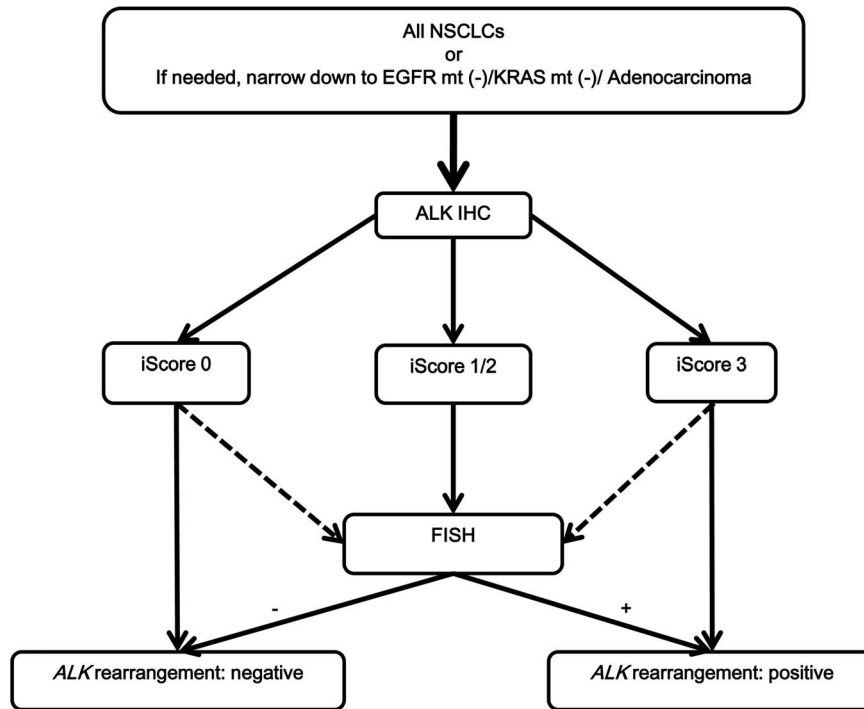 All NSCLCs
or
If needed, narrow down to EGFR mt (-)/KRAS mt (-)/ Adenocarcinoma
ALK IHC
iScore 0
iScore 1/2
iScore 3
FISH
-
+
ALK rearrangement: negative
ALK rearrangement: positive